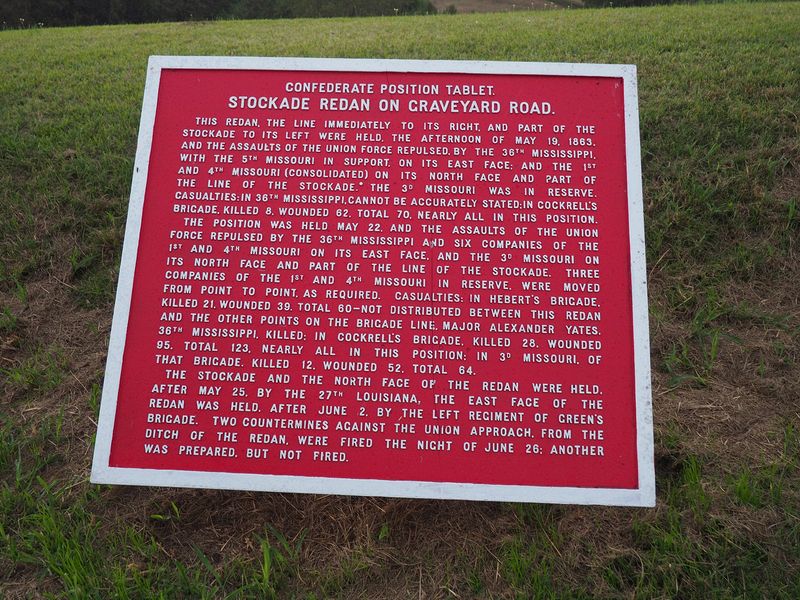 CONFEDERATE POSITION TABLET.
STOCKADE REDAN ON GRAVEYARD ROAD.
THIS REDAN, THE LINE IMMEDIATELY TO ITS RIGHT, AND PART OF THE
STOCKADE TO ITS LEFT WERE HELD, THE AFTERNOON OF MAY 19, 1863,
AND THE ASSAULTS OF THE UNION FORCE REPULSED, BY THE 36TH MISSISSIPPI,
WITH THE 5TH MISSOURI IN SUPPORT, ON ITS EAST FACE; AND THE 1ST
AND 4TH MISSOURI (CONSOLIDATED) ON ITS NORTH FACE AND PART OF
THE LINE OF THE STOCKADE. THE 3D MISSOURI WAS IN RESERVE.
CASUALTIES: IN 36TH MISSISSIPPI, CANNOT BE ACCURATELY STATED; IN COCKRELL'S
BRIGADE, KILLED 8, WOUNDED 62, TOTAL 70, NEARLY ALL IN THIS POSITION.
THE POSITION WAS HELD MAY 22, AND THE ASSAULTS OF THE UNION
FORCE REPULSED BY THE 36TH MISSISSIPPI AND SIX COMPANIES OF THE
1ST AND 4TH MISSOURI ON ITS EAST FACE, AND THE 3D MISSOURI ON
ITS NORTH FACE AND PART OF THE LINE OF THE STOCKADE. THREE
COMPANIES OF THE 1ST AND 4TH MISSOURI IN RESERVE, WERE MOVED
FROM POINT TO POINT, AS REQUIRED. CASUALTIES: IN HEBERT'S BRIGADE,
KILLED 21, WOUNDED 39, TOTAL 60—NOT DISTRIBUTED BETWEEN THIS REDAN
AND THE OTHER POINTS ON THE BRIGADE LINE, MAJOR ALEXANDER YATES,
36TH MISSISSIPPI, KILLED; IN COCKRELL'S BRIGADE, KILLED 28, WOUNDED
95, TOTAL 123, NEARLY ALL IN THIS POSITION; IN 3D MISSOURI, OF
THAT BRIGADE, KILLED 12, WOUNDED 52, TOTAL 64.
THE STOCKADE AND THE NORTH FACE OF THE REDAN WERE HELD,
AFTER MAY 25, BY THE 27TH LOUISIANA, THE EAST FACE OF THE
REDAN WAS HELD, AFTER JUNE 2, BY THE LEFT REGIMENT OF GREEN'S
BRIGADE. TWO COUNTERMINES AGAINST THE UNION APPROACH, FROM THE
DITCH OF THE REDAN, WERE FIRED THE NIGHT OF JUNE 26; ANOTHER
WAS PREPARED, BUT NOT FIRED.